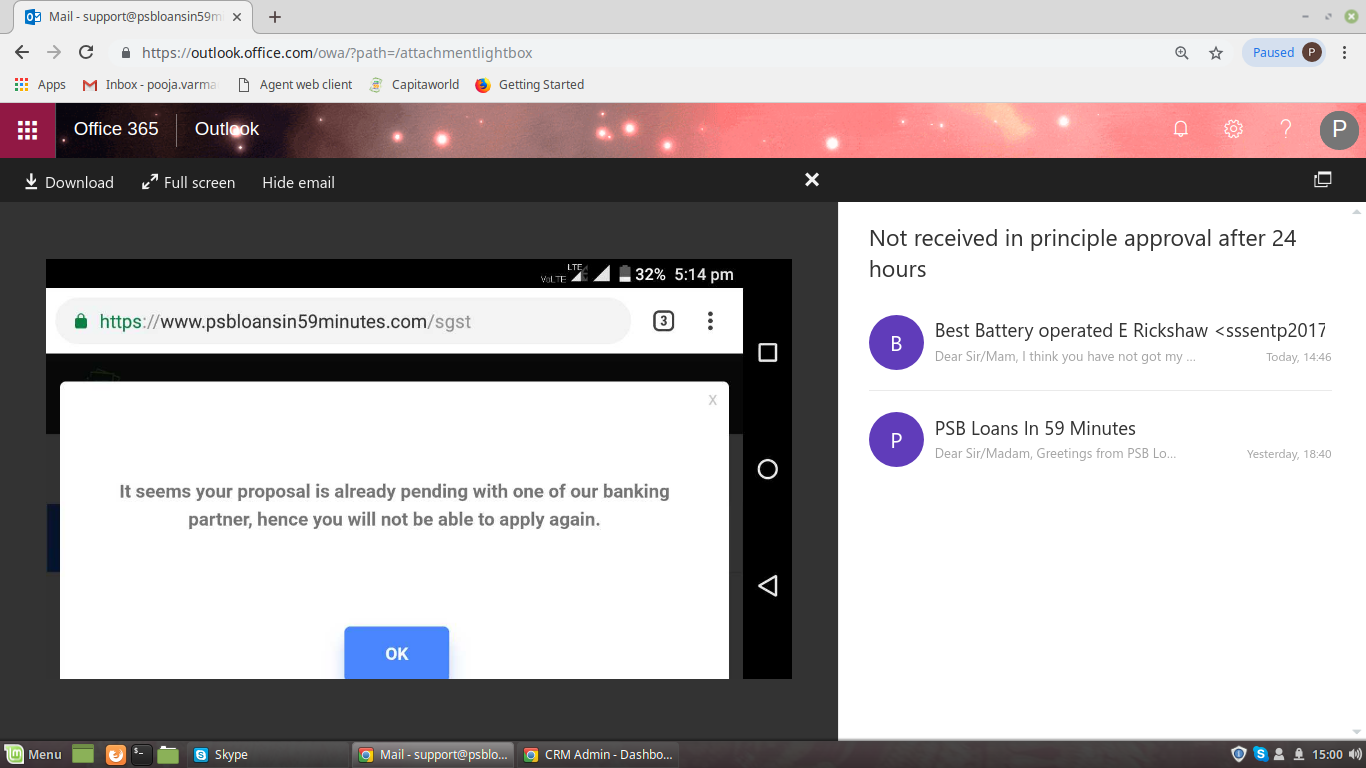 Mail - support@psbloansin59m
https://outlook.office.com/owa/?path=/attachmentlightbox
Paused P
Apps Inbox - pooja.varma Agent web client Capitaworld Getting Started
Office 365 Outlook ? P
Download Full screen Hide email
Not received in principle approval after 24
hours
LTE
VoLTE 32% 5:14 pm
https://www.psbloansin59minutes.com/sgst 3
x
It seems your proposal is already pending with one of our banking
partner, hence you will not be able to apply again.
OK
B Best Battery operated E Rickshaw <sssentp2017
Dear Sir/Mam, I think you have not got my ... Today, 14:46
P PSB Loans In 59 Minutes
Dear Sir/Madam, Greetings from PSB Lo... Yesterday, 18:40
Menu Skype Mail - support@psblo... CRM Admin - Dashbo... 15:00